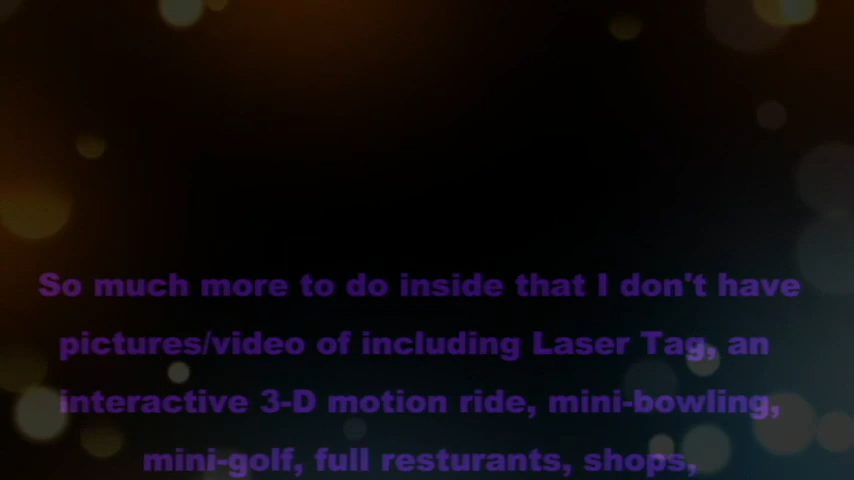 So much more to do inside that I don't have
pictures/video of including Laser Tag, an
interactive 3-D motion ride, mini-bowling,
mini-golf, full resturants, shops,